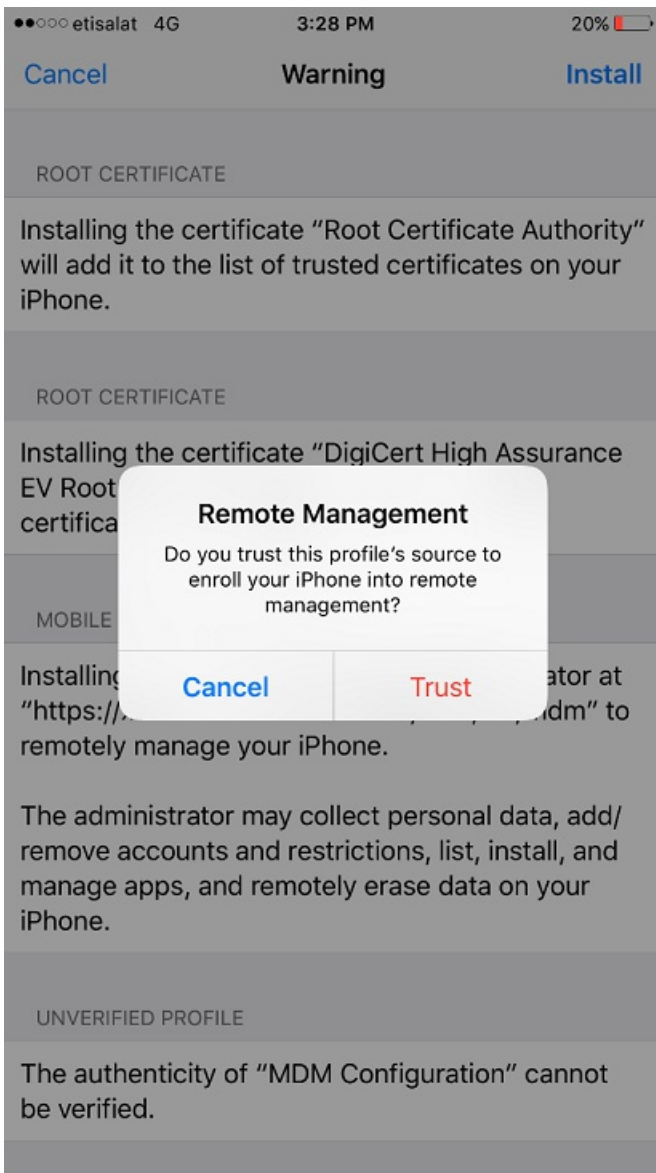 etisalat 4G 3:28 PM 20%
Cancel Warning Install
ROOT CERTIFICATE
Installing the certificate “Root Certificate Authority”
will add it to the list of trusted certificates on your
iPhone.
ROOT CERTIFICATE
Installing the certificate “DigiCert High Assurance
EV Root
certifica
Remote Management
Do you trust this profile’s source to
enroll your iPhone into remote
management?
Cancel Trust
MOBILE
Installing ator at
“https:// dm” to
remotely manage your iPhone.
The administrator may collect personal data, add/
remove accounts and restrictions, list, install, and
manage apps, and remotely erase data on your
iPhone.
UNVERIFIED PROFILE
The authenticity of “MDM Configuration” cannot
be verified.